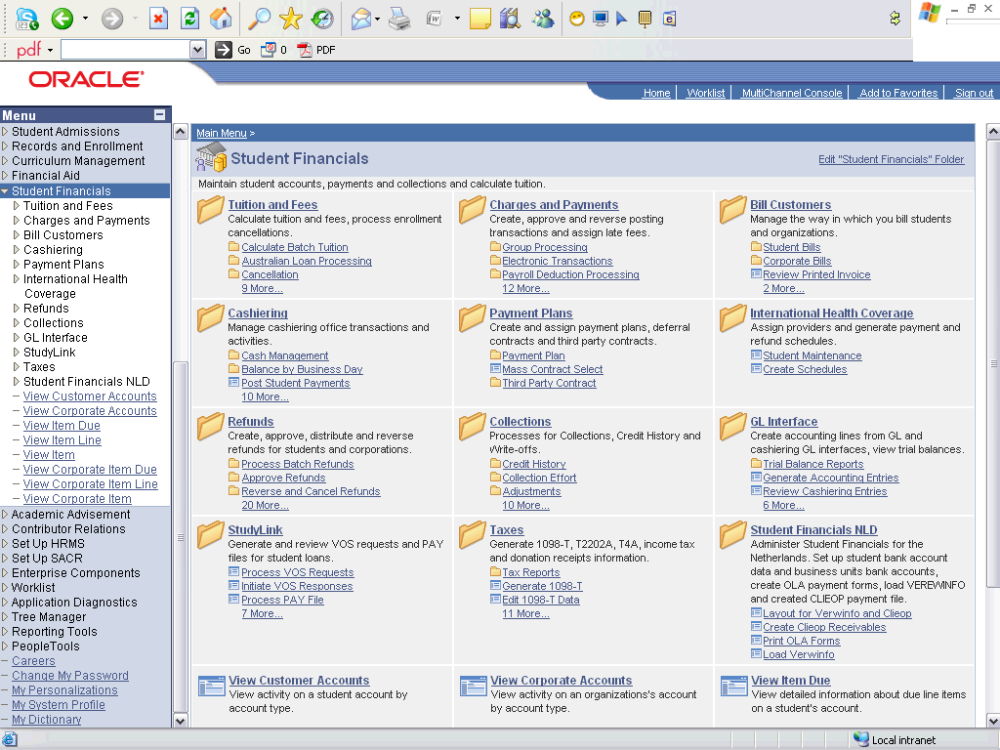 123
pdf
Go
0
PDF
ORACLE
Home
Worklist
MultiChannel Console
Add to Favorites
Sign out
Menu
Student Admissions
Records and Enrollment
Curriculum Management
Financial Aid
Student Financials
Tuition and Fees
Charges and Payments
Bill Customers
Cashiering
Payment Plans
International Health
Coverage
Refunds
Collections
GL Interface
StudyLink
Taxes
Student Financials NLD
View Customer Accounts
View Corporate Accounts
View Item Due
View Item Line
View Item
View Corporate Item Due
View Corporate Item Line
View Corporate Item
Academic Advisement
Contributor Relations
Set Up HRMS
Set Up SACR
Enterprise Components
Worklist
Application Diagnostics
Tree Manager
Reporting Tools
PeopleTools
Careers
Change My Password
My Personalizations
My System Profile
My Dictionary
Main Menu >
Student Financials
Edit "Student Financials" Folder
Maintain student accounts, payments and collections and calculate tuition.
Tuition and Fees
Calculate tuition and fees, process enrollment
cancellations.
Calculate Batch Tuition
Australian Loan Processing
Cancellation
9 More...
Charges and Payments
Create, approve and reverse posting
transactions and assign late fees.
Group Processing
Electronic Transactions
Payroll Deduction Processing
12 More...
Bill Customers
Manage the way in which you bill students
and organizations.
Student Bills
Corporate Bills
Review Printed Invoice
2 More...
Cashiering
Manage cashiering office transactions and
activities.
Cash Management
Balance by Business Day
Post Student Payments
10 More...
Payment Plans
Create and assign payment plans, deferral
contracts and third party contracts.
Payment Plan
Mass Contract Select
Third Party Contract
International Health Coverage
Assign providers and generate payment and
refund schedules.
Student Maintenance
Create Schedules
Refunds
Create, approve, distribute and reverse
refunds for students and corporations.
Process Batch Refunds
Approve Refunds
Reverse and Cancel Refunds
20 More...
Collections
Processes for Collections, Credit History and
Write-offs.
Credit History
Collection Effort
Adjustments
10 More...
GL Interface
Create accounting lines from GL and
cashiering GL interfaces, view trial balances.
Trial Balance Reports
Generate Accounting Entries
Review Cashiering Entries
6 More...
StudyLink
Generate and review VOS requests and PAY
files for student loans.
Process VOS Requests
Initiate VOS Responses
Process PAY File
7 More...
Taxes
Generate 1098-T, T2202A, T4A, income tax
and donation receipts information.
Tax Reports
Generate 1098-T
Edit 1098-T Data
11 More...
Student Financials NLD
Administer Student Financials for the
Netherlands. Set up student bank account
data and business units bank accounts,
create OLA payment forms, load VEREWINFO
and created CLIEOP payment file.
Layout for Verwinfo and Clieop
Create Clieop Receivables
Print OLA Forms
Load Verwinfo
View Customer Accounts
View activity on a student account by
account type.
View Corporate Accounts
View activity on an organizations's account
by account type.
View Item Due
View detailed information about due line items
on a student's account.
Local intranet